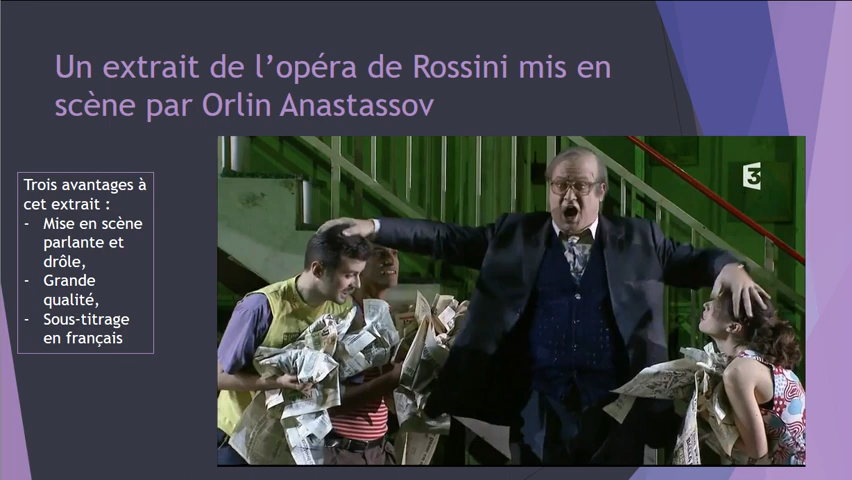 Un extrait de l’opéra de Rossini mis en
scène par Orlin Anastassov
Trois avantages à
cet extrait :
- Mise en scène
parlante et
drôle,
- Grande
qualité,
- Sous-titrage
en français
3